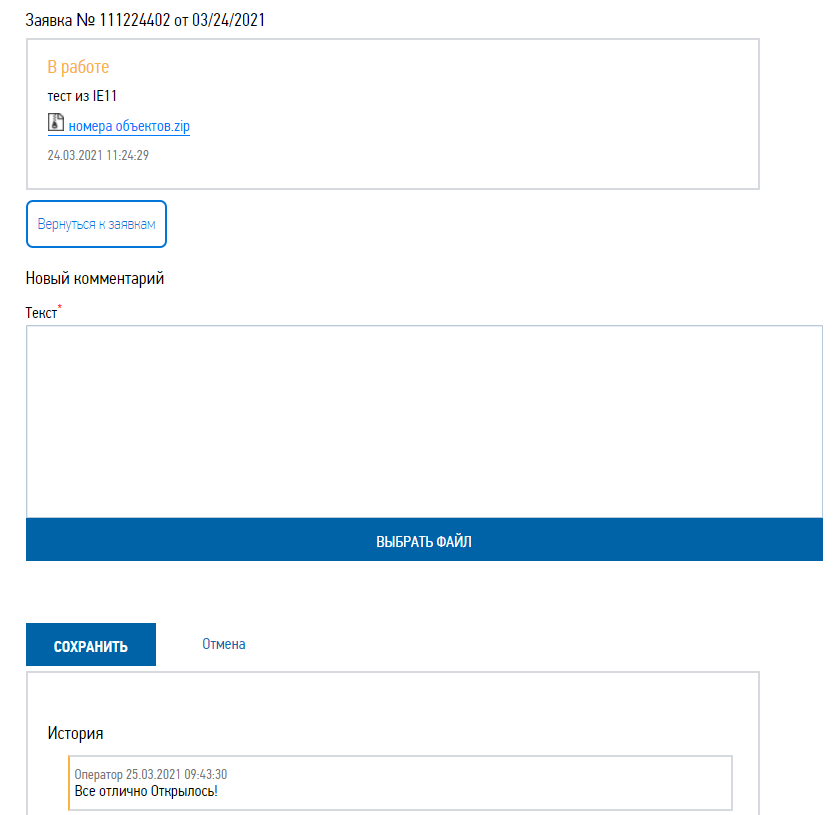 Заявка № 111224402 от 03/24/2021
В работе
тест из IE11
номера объектов.zip
24.03.2021 11:24:29
Вернуться к заявкам
Новый комментарий
Текст*
ВЫБРАТЬ ФАЙЛ
СОХРАНИТЬ Отмена
История
Оператор 25.03.2021 09:43:30
Все отлично Открылось!